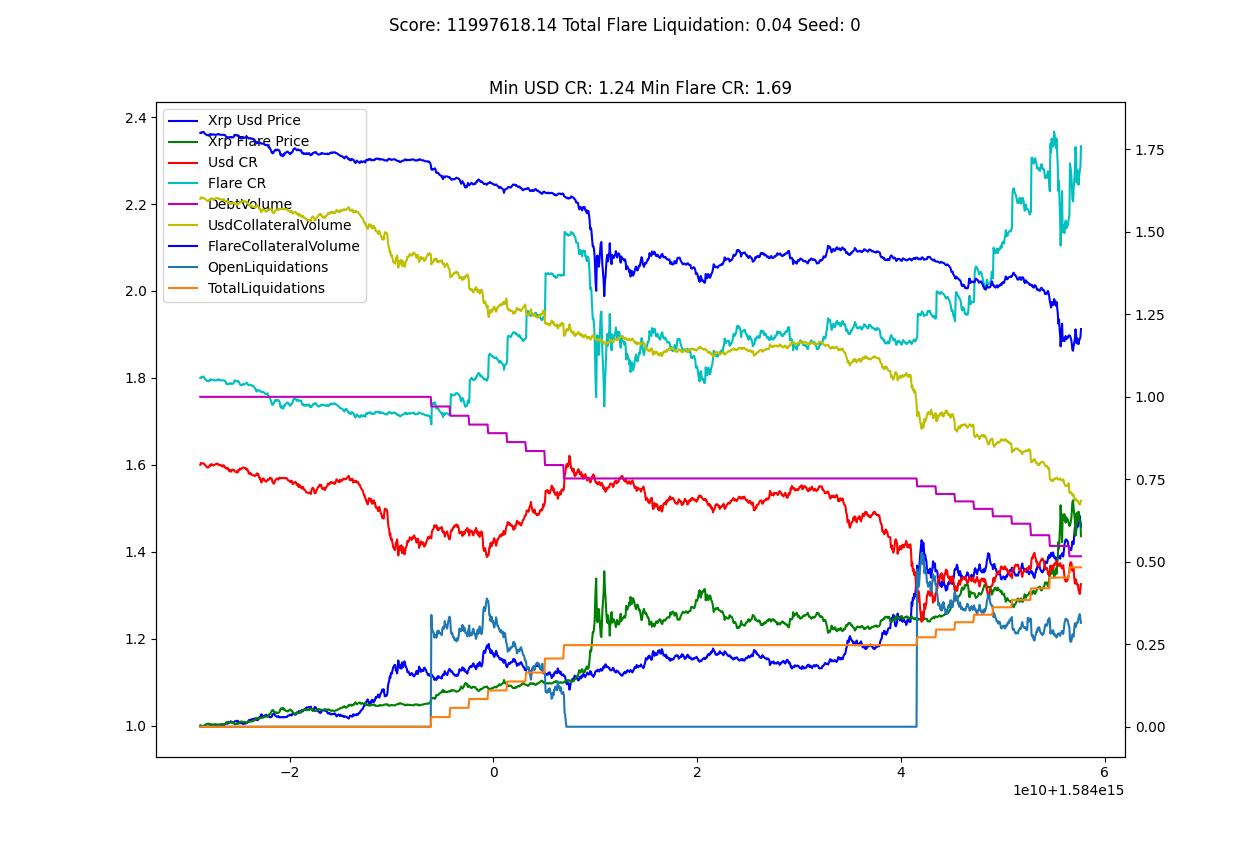 Score: 11997618.14 Total Flare Liquidation: 0.04 Seed: 0
Min USD CR: 1.24 Min Flare CR: 1.69
Xrp Usd Price
Xrp Flare Price
Usd CR
Flare CR
DebtVolume
UsdCollateralVolume
FlareCollateralVolume
OpenLiquidations
TotalLiquidations
2.4
2.2
2.0
1.8
1.6
1.4
1.2
1.0
1.75
1.50
1.25
1.00
0.75
0.50
0.25
0.00
−2
0
2
4
6
1e10+1.584e15